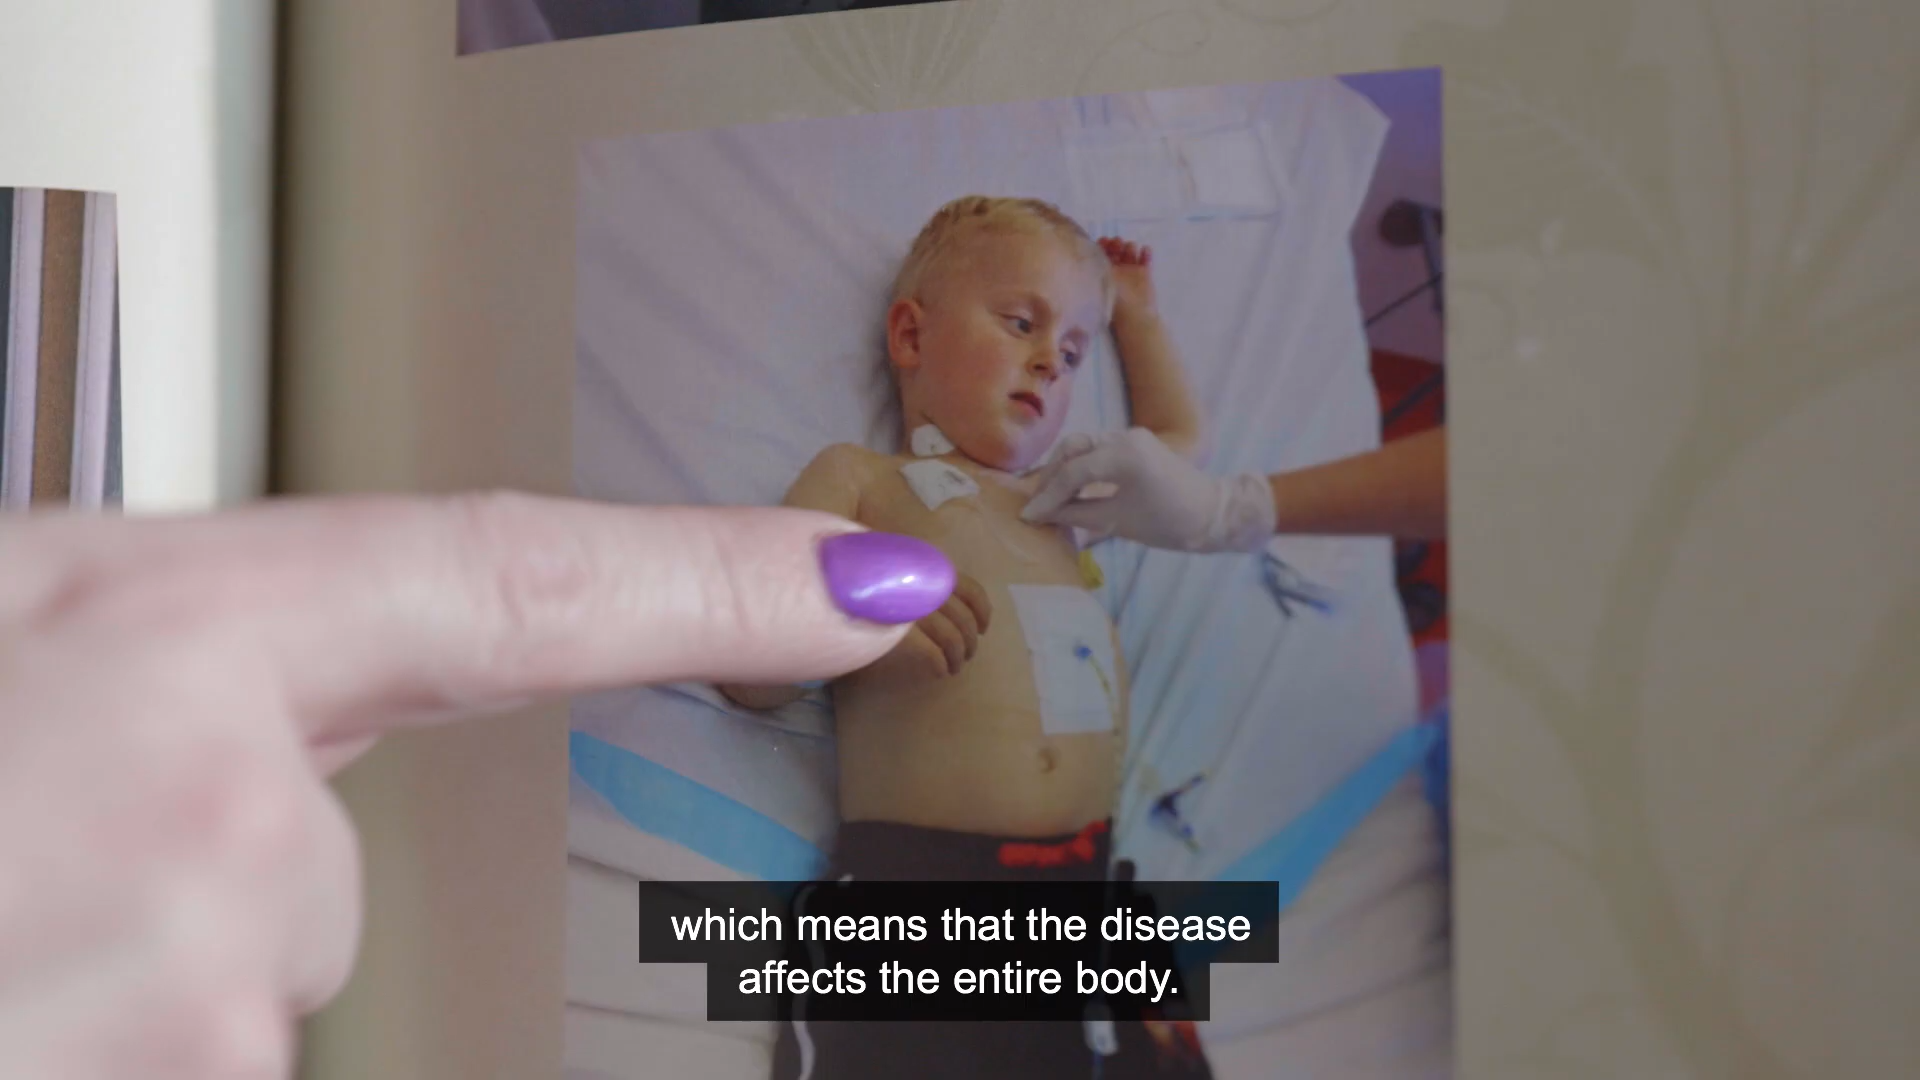 which means that the disease
affects the entire body.